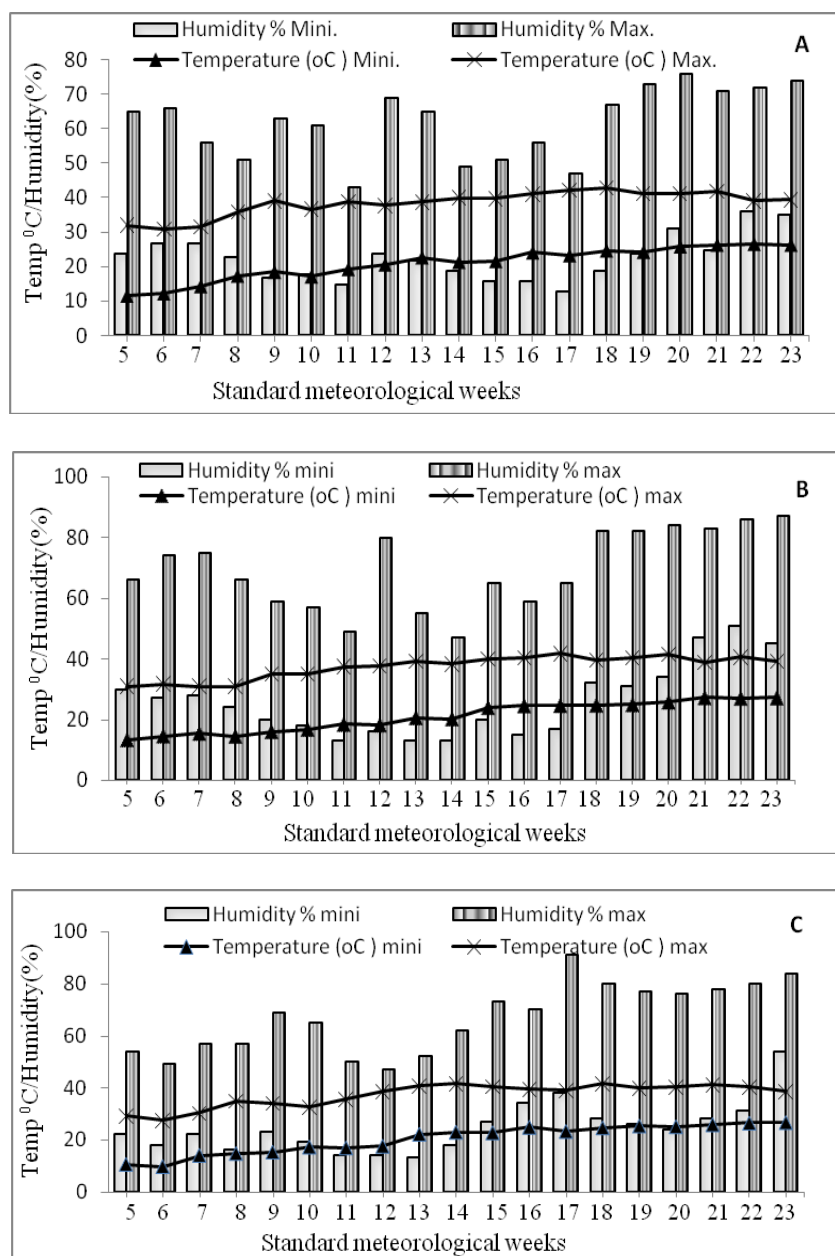 Humidity % Mini. Humidity % Max.
Temperature (oC ) Mini. Temperature (oC ) Max.
A
80
70
60
50
40
30
20
10
0
Temp ⁰C/Humidity(%)
5 6 7 8 9 10 11 12 13 14 15 16 17 18 19 20 21 22 23
Standard meteorological weeks
Humidity % mini Humidity % max
Temperature (oC ) mini Temperature (oC ) max
B
100
80
60
40
20
0
Temp ⁰C/Humidity(%)
5 6 7 8 9 10 11 12 13 14 15 16 17 18 19 20 21 22 23
Standard meteorological weeks
Humidity % mini Humidity % max
Temperature (oC ) mini Temperature (oC ) max
C
100
80
60
40
20
0
Temp ⁰C/Humidity(%)
5 6 7 8 9 10 11 12 13 14 15 16 17 18 19 20 21 22 23
Standard meteorological weeks